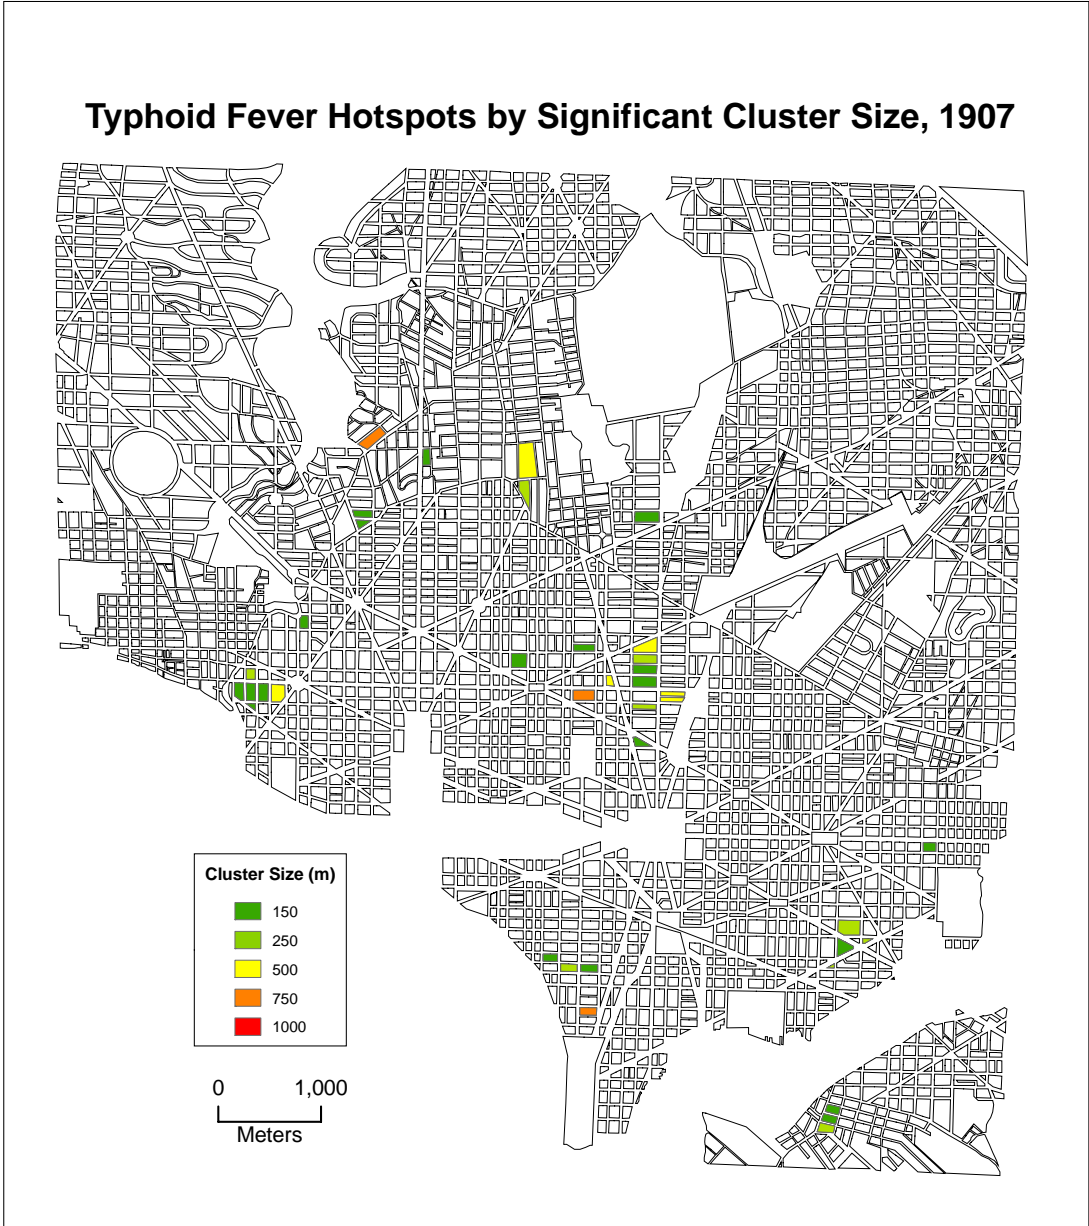 Typhoid Fever Hotspots by Significant Cluster Size, 1907
Cluster Size (m)
150
250
500
750
1000
0 1,000
Meters